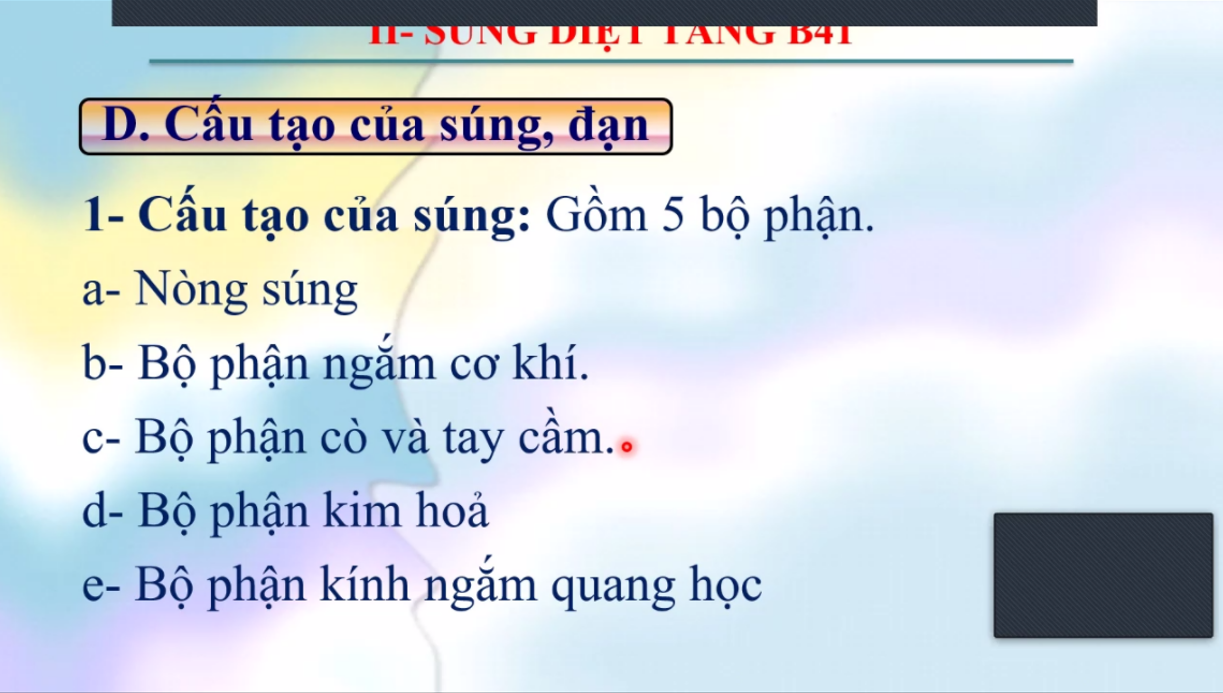 II- SÚNG DIỆT TĂNG B41
D. Cấu tạo của súng, đạn
1- Cấu tạo của súng: Gồm 5 bộ phận.
a- Nòng súng
b- Bộ phận ngắm cơ khí.
c- Bộ phận cò và tay cầm.
d- Bộ phận kim hoả
e- Bộ phận kính ngắm quang học